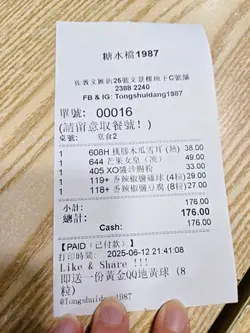 糖水檔1987
佐敦文匯街26號文景樓地下C號舖
2388 2240
FB & IG: Tongshuidang1987
單號: 00016
(請留意取餐號!)
桌號: 堂食2
1 608H 桃膠木瓜雪耳(熱) 38.00
1 644 芒果女皇 (凍) 49.00
1 405 XO醬炒腸粉 33.00
1 119+ 香辣椒鹽雞球(4粒) 29.00
1 118+ 香辣椒鹽豆腐(8粒) 27.00
小計: 176.00
總計: 176.00
Cash: 176.00
【PAID（已付款）】
打印時間: 2025-06-12 21:41:08
Like & Share !!!
即送一份黃金QQ地黃球 (8
粒)
@Tongshuidang1987